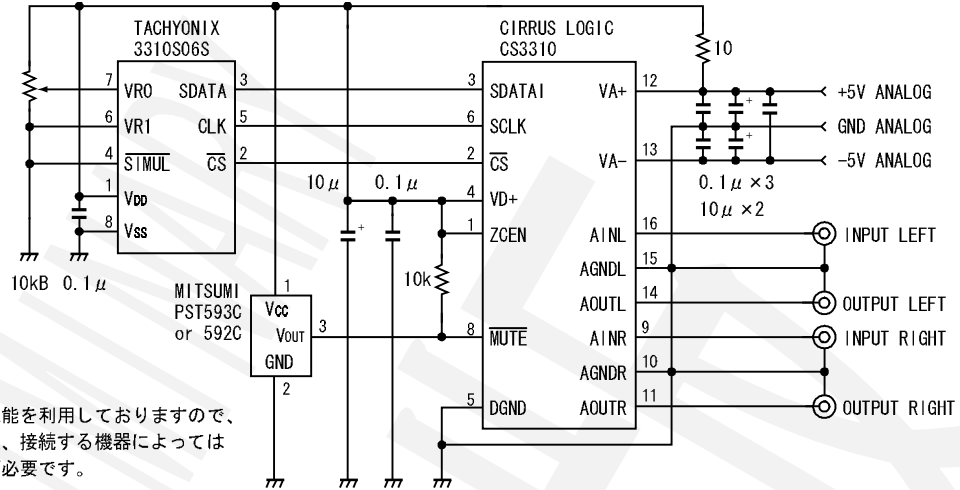 TACHYONIX
3310S06S
CIRRUS LOGIC
CS3310
10
7 VR0 SDATA 3
6 VR1 CLK 5
4 SIMUL CS 2
1 VDD
8 VSS
10kB 0.1μ
3 SDATAI VA+ 12
6 SCLK
2 CS VA- 13
4 VD+
1 ZCEN AINL 16
AGNDL 15
AOUTL 14
8 MUTE AINR 9
AGNDR 10
5 DGND AOUTR 11
+5V ANALOG
GND ANALOG
-5V ANALOG
0.1μ×3
10μ×2
10μ + 0.1μ
+
+
10k
MITSUMI
PST593C
or 592C
1
VCC
VOUT 3
GND
2
INPUT LEFT
OUTPUT LEFT
INPUT RIGHT
OUTPUT RIGHT
能を利用しておりますので、
、接続する機器によっては
必要です。